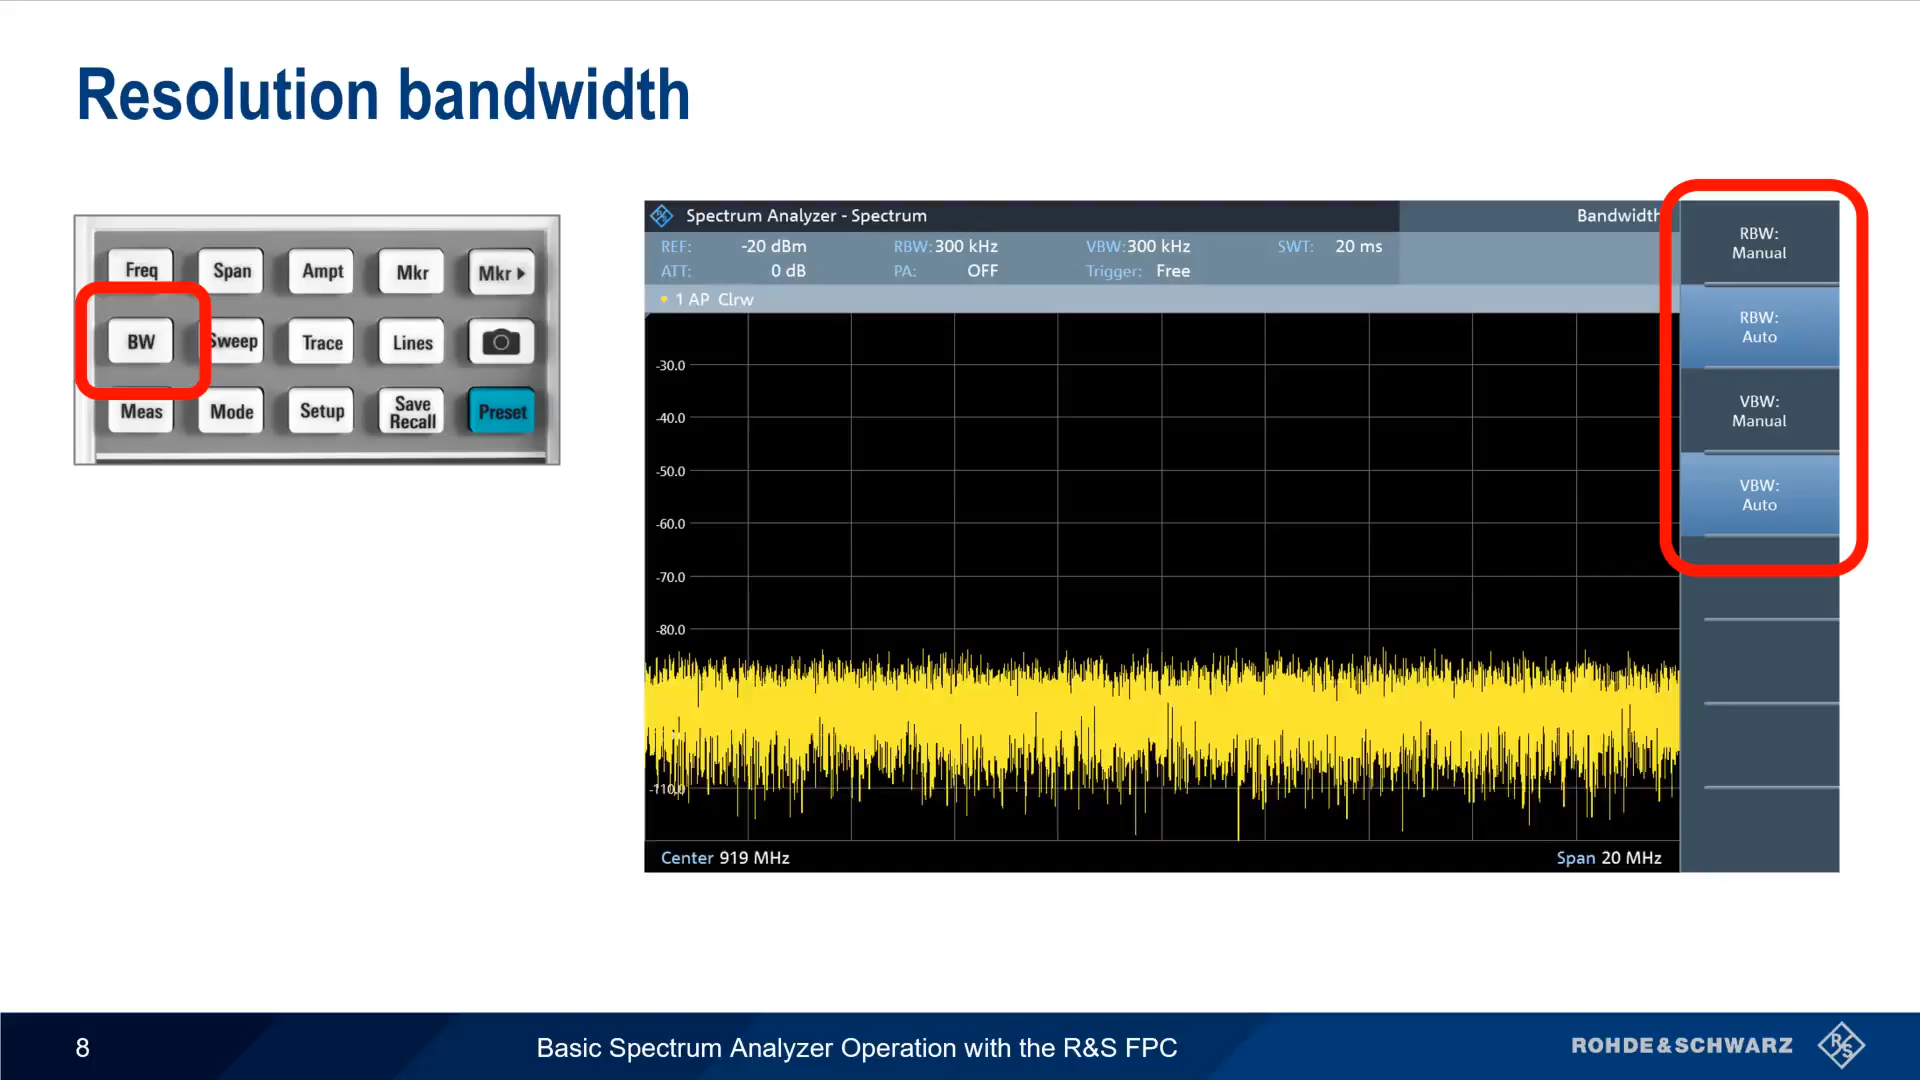 Resolution bandwidth
Freq Span Ampt Mkr Mkr
BW Sweep Trace Lines
Meas Mode Setup Save Recall Preset
Spectrum Analyzer - Spectrum Bandwidth
REF: -20 dBm RBW: 300 kHz VBW: 300 kHz SWT: 20 ms
ATT: 0 dB PA: OFF Trigger: Free
1 AP Clrw
-30.0
-40.0
-50.0
-60.0
-70.0
-80.0
-110.0
Center 919 MHz Span 20 MHz
RBW:
Manual
RBW:
Auto
VBW:
Manual
VBW:
Auto
8 Basic Spectrum Analyzer Operation with the R&S FPC ROHDE&SCHWARZ R S